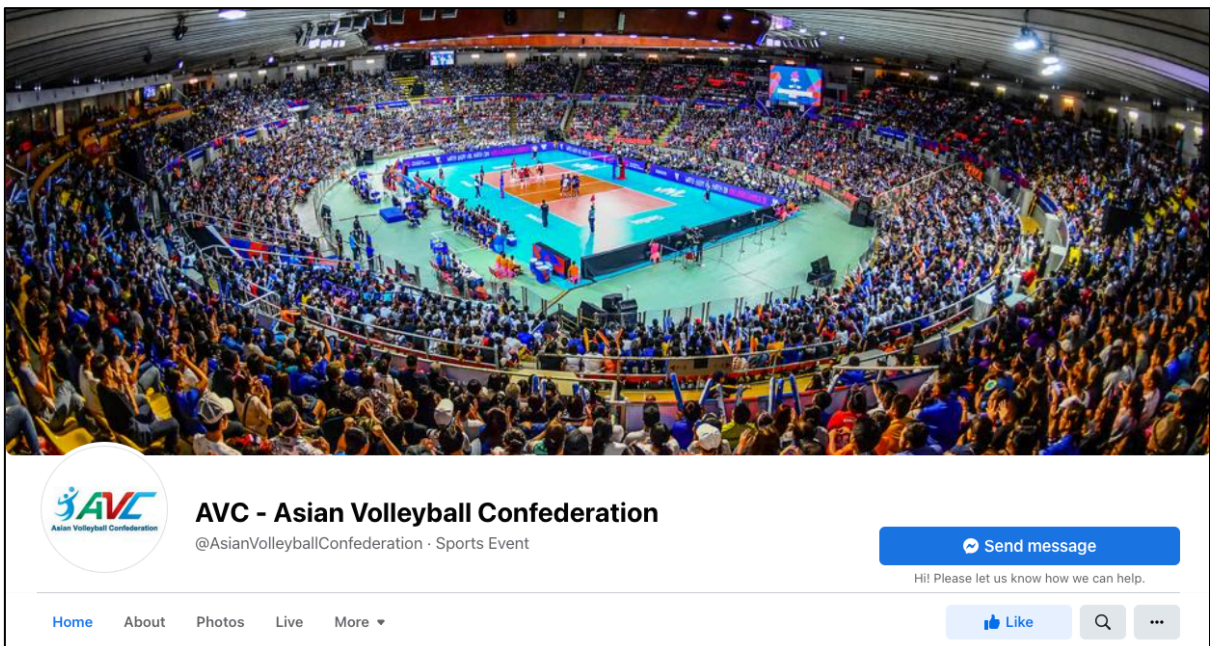 AVC
Asian Volleyball Confederation
AVC - Asian Volleyball Confederation
@AsianVolleyballConfederation · Sports Event
Send message
Hi! Please let us know how we can help.
Home
About
Photos
Live
More
Like